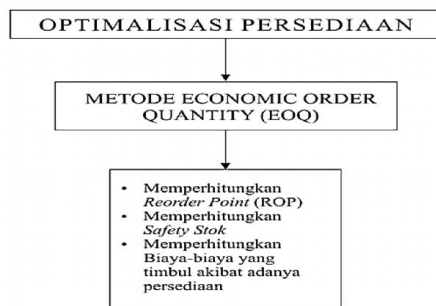 OPTIMALISASI PERSEDIAAN
METODE ECONOMIC ORDER
QUANTITY (EOQ)
• Memperhitungkan
Reorder Point (ROP)
• Memperhitungkan
Safety Stok
• Memperhitungkan
Biaya-biaya yang
timbul akibat adanya
persediaan